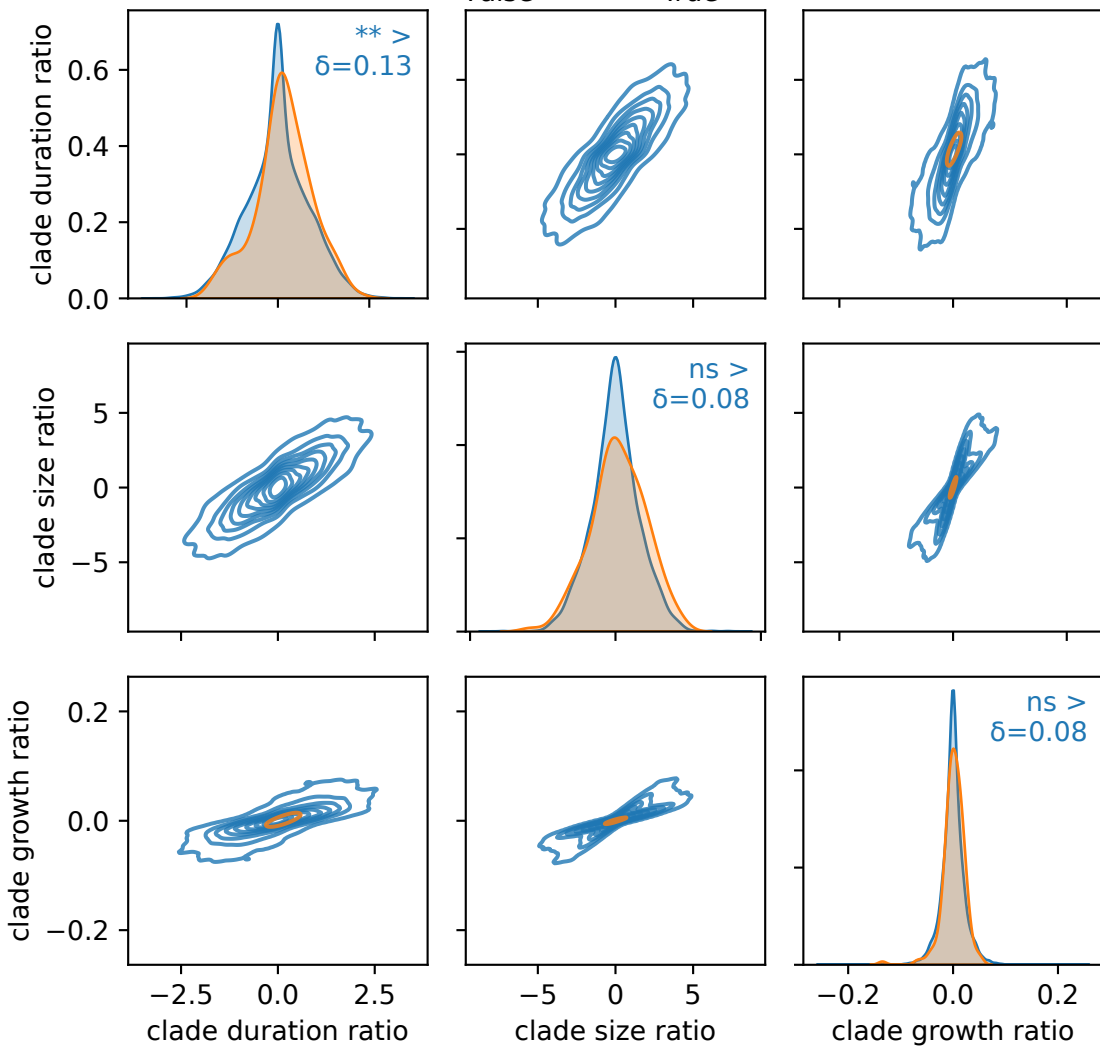 clade duration ratio
0.6
0.4
0.2
0.0
** >
δ=0.13
clade size ratio
5
0
−5
ns >
δ=0.08
clade growth ratio
0.2
0.0
−0.2
ns >
δ=0.08
−2.5 0.0 2.5
−5 0 5
−0.2 0.0 0.2
clade duration ratio
clade size ratio
clade growth ratio